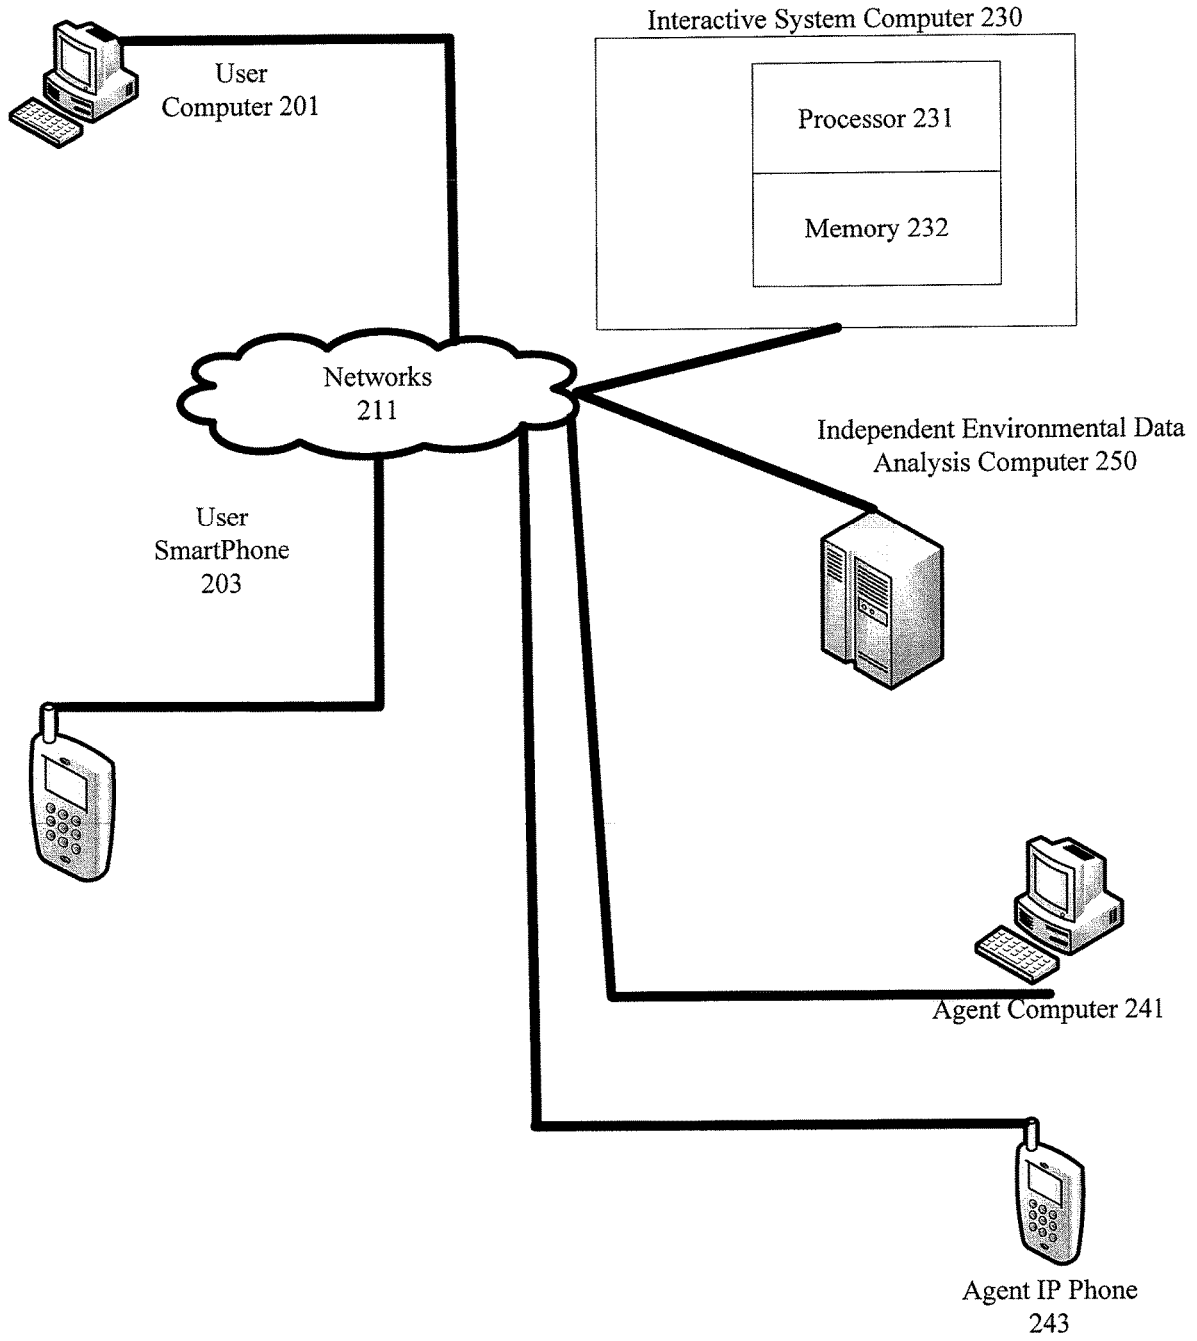 Interactive System Computer 230
User
Computer 201
Processor 231
Memory 232
Networks
211
Independent Environmental Data
Analysis Computer 250
User
SmartPhone
203
Agent Computer 241
Agent IP Phone
243